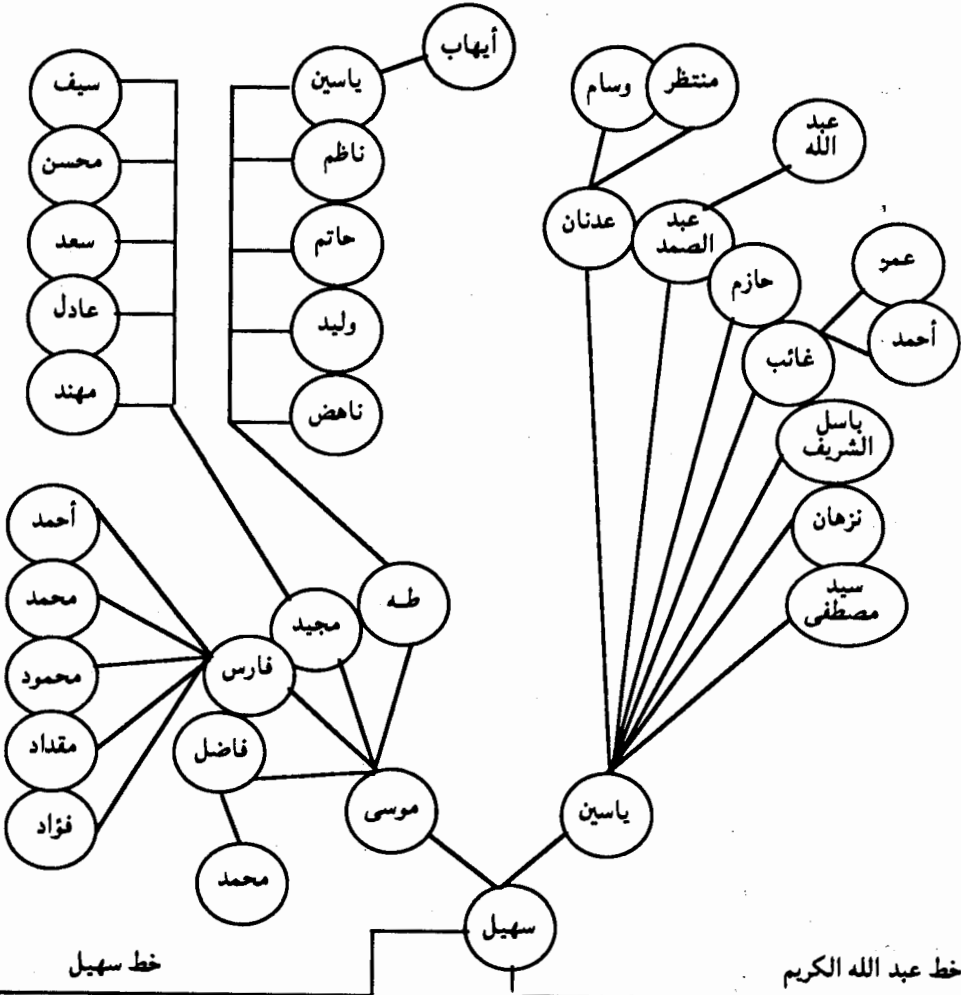 أيهاب
ياسين
ناظم
حاتم
وليد
ناهض
سيف
محسن
سعد
عادل
مهند
منتظر
وسام
عبد
الله
عدنان
عبد
الصمد
حازم
عمر
أحمد
غائب
باسل
الشريف
نزهان
سيد
مصطفى
طه
مجيد
فارس
فاضل
محمد
أحمد
محمد
محمود
مقداد
فؤاد
ياسين
موسى
سهيل
خط عبد الله الكريم
خط سهيل